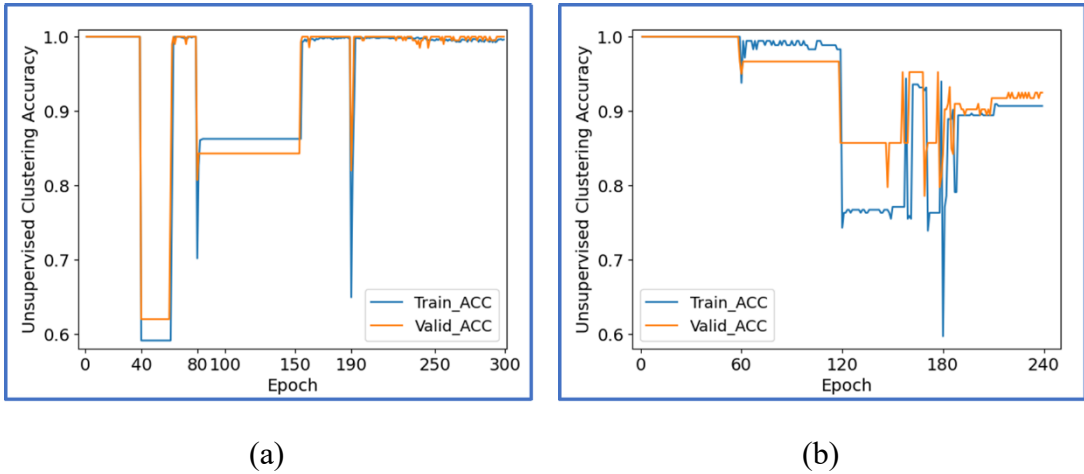 Unsupervised Clustering Accuracy
1.0
0.9
0.8
0.7
0.6
Train_ACC
Valid_ACC
0 40 80 100 150 190 250 300
Epoch
(a)
Unsupervised Clustering Accuracy
1.0
0.9
0.8
0.7
0.6
Train_ACC
Valid_ACC
0 60 120 180 240
Epoch
(b)